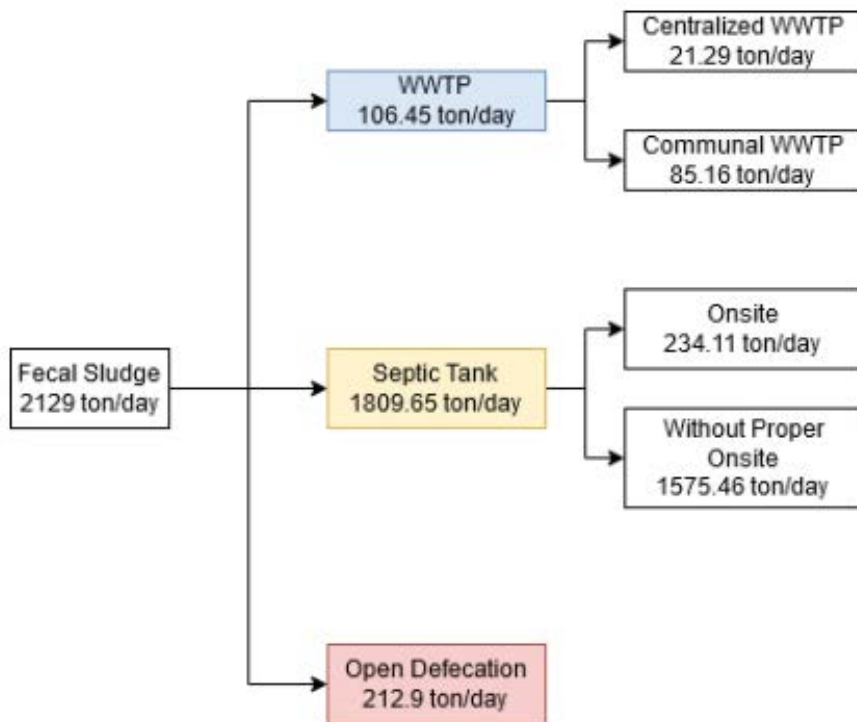 Centralized WWTP
21.29 ton/day
WWTP
106.45 ton/day
Communal WWTP
85.16 ton/day
Onsite
234.11 ton/day
Fecal Sludge
2129 ton/day
Septic Tank
1809.65 ton/day
Without Proper
Onsite
1575.46 ton/day
Open Defecation
212.9 ton/day